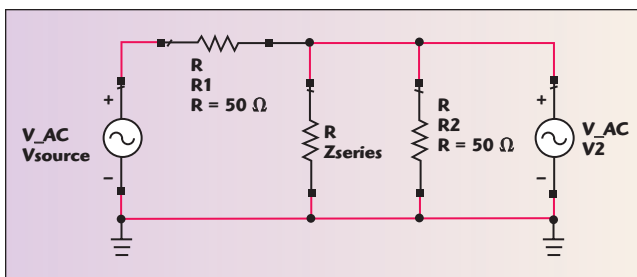 R
R1
R = 50 Ω
+
V_AC
Vsource
−
R
Zseries
R
R2
R = 50 Ω
+
V_AC
V2
−